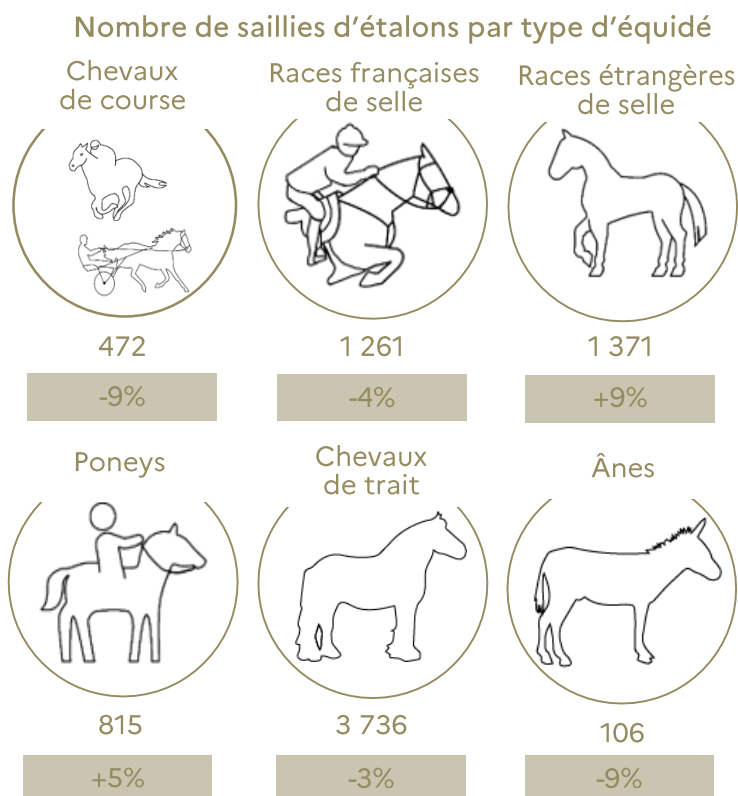 Nombre de saillies d'étalons par type d'équidé
Chevaux
de course
Races françaises
de selle
Races étrangères
de selle
472
1 261
1 371
-9%
-4%
+9%
Poneys
Chevaux
de trait
Ânes
815
3 736
106
+5%
-3%
-9%